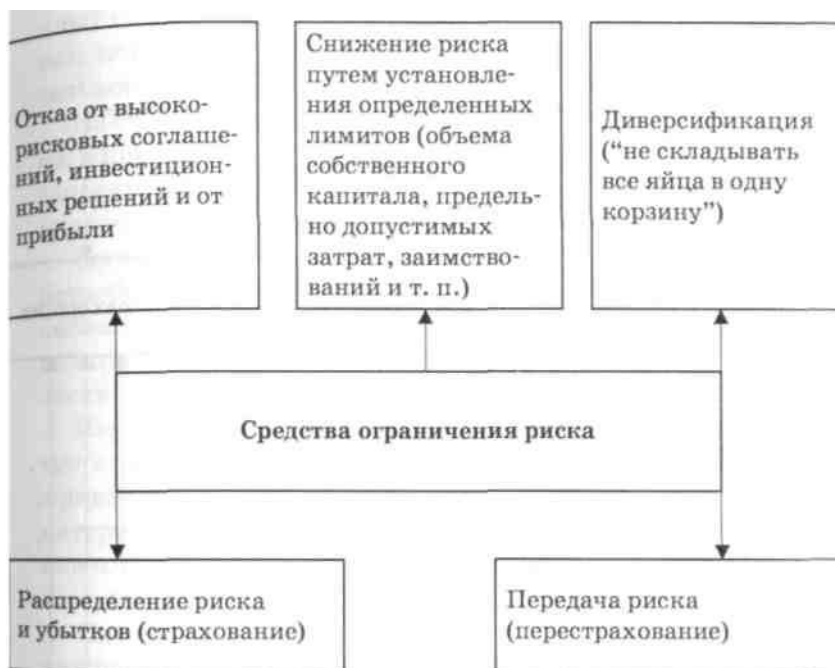 Отказ от высоко-
рисковых соглаше-
ний, инвестицион-
ных решений и от
прибыли
Снижение риска
путем установле-
ния определенных
лимитов (объема
собственного
капитала, предель-
но допустимых
затрат, заимство-
ваний и т. п.)
Диверсификация
(“не складывать
все яйца в одну
корзину”)
Средства ограничения риска
Распределение риска
и убытков (страхование)
Передача риска
(перестрахование)